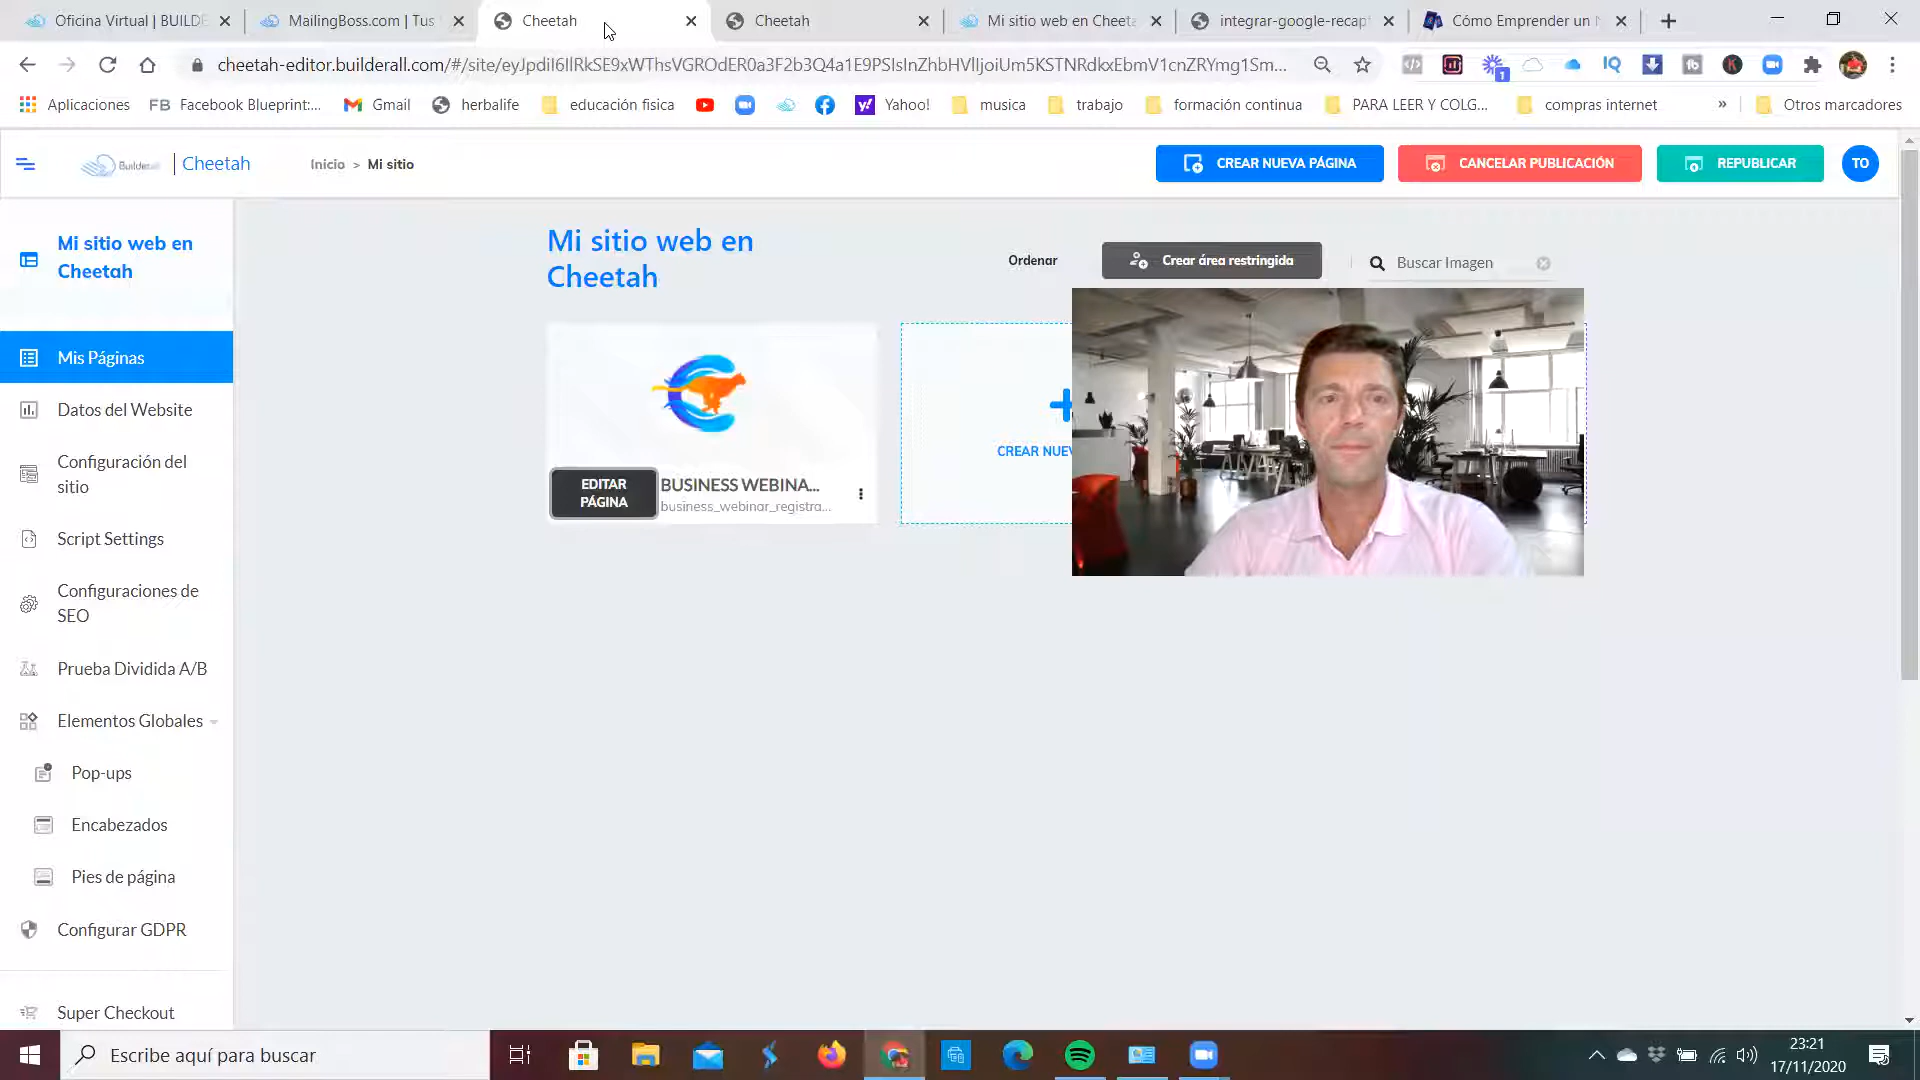 Oficina Virtual | BUILDE
MailingBoss.com | Tus
Cheetah
Cheetah
Mi sitio web en Cheeta
integrar-google-recap
Cómo Emprender un
cheetah-editor.builderall.com/#/site/eyJpdiI6IlRkSE9xWThsVGROdER0a3F2b3Q4a1E9PSIsInZhbHVlIjoiUm5KSTNRdkxEbmV1cnZRYmg1Sm...
Aplicaciones
FB Facebook Blueprint:...
Gmail
herbalife
educación fisica
Yahoo!
musica
trabajo
formación continua
PARA LEER Y COLG...
compras internet
»
Otros marcadores
Builderall
Cheetah
Inicio > Mi sitio
CREAR NUEVA PÁGINA
CANCELAR PUBLICACIÓN
REPUBLICAR
TO
Mi sitio web en
Cheetah
Mis Páginas
Datos del Website
Configuración del
sitio
Script Settings
Configuraciones de
SEO
Prueba Dividida A/B
Elementos Globales
Pop-ups
Encabezados
Pies de página
Configurar GDPR
Super Checkout
Mi sitio web en
Cheetah
Ordenar
Crear área restringida
Buscar Imagen
EDITAR
PÁGINA
BUSINESS WEBINA...
business_webinar_registra...
CREAR NUEV
Escribe aquí para buscar
23:21
17/11/2020